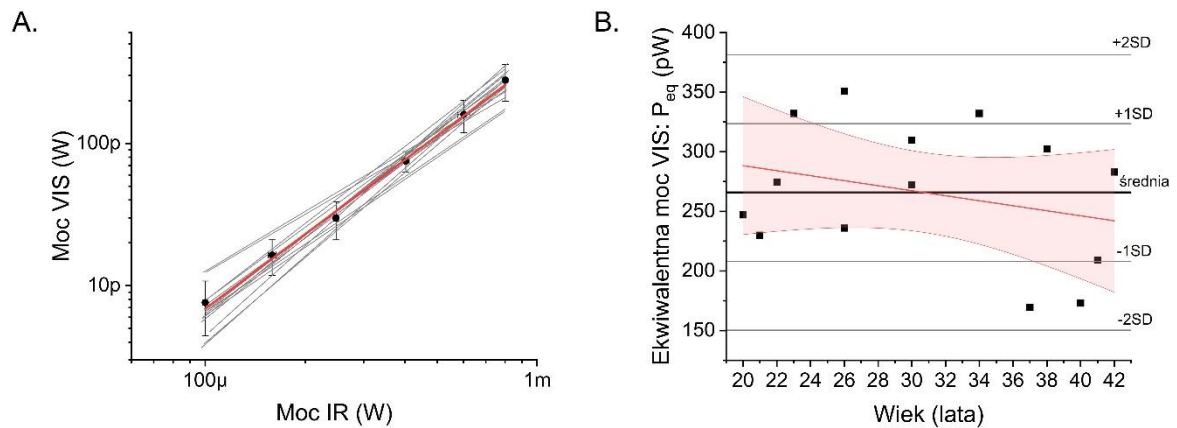 A.
Moc VIS (W)
100p
10p
100µ
1m
Moc IR (W)
B.
Ekwiwalentna moc VIS: Peq (pW)
400
350
300
250
200
150
+2SD
+1SD
średnia
-1SD
-2SD
20 22 24 26 28 30 32 34 36 38 40 42
Wiek (lata)